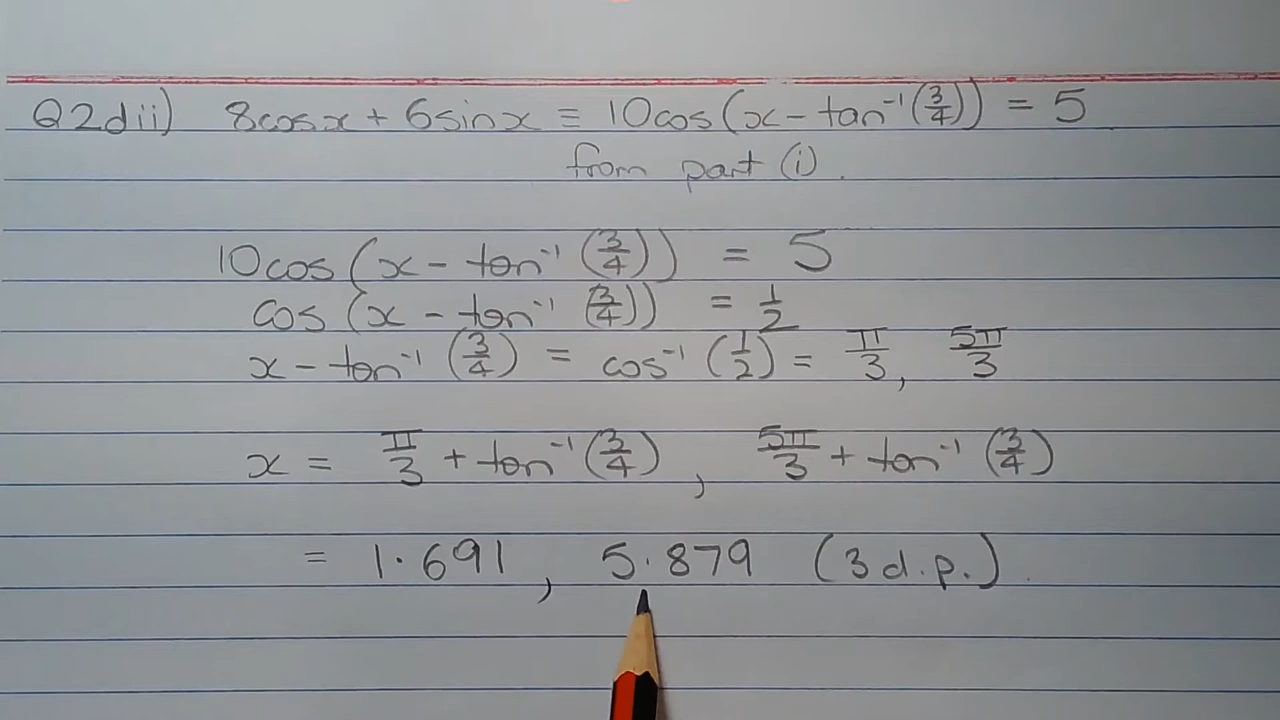 Q2dii) 8cosx + 6sinx ≡ 10cos(x - tan⁻¹(3/4)) = 5
from part (i).
10cos(x - tan⁻¹(3/4)) = 5
cos(x - tan⁻¹(3/4)) = 1/2
x - tan⁻¹(3/4) = cos⁻¹(1/2) = π/3, 5π/3
x = π/3 + tan⁻¹(3/4), 5π/3 + tan⁻¹(3/4)
= 1.691, 5.879 (3 d.p.).